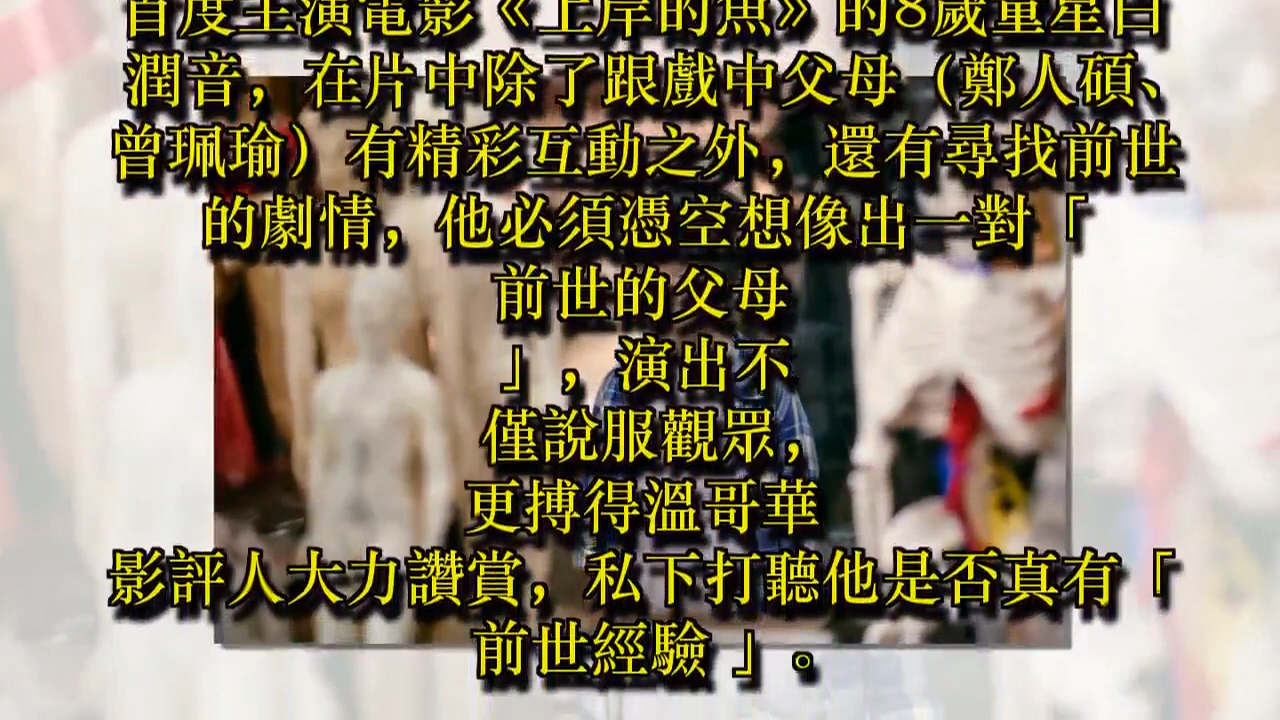 首度主演電影《上岸的魚》的8歲童星白
潤音，在片中除了跟戲中父母（鄭人碩、
曾珮瑜）有精彩互動之外，還有尋找前世
的劇情，他必須憑空想像出一對「
前世的父母
」，演出不
僅說服觀眾，
更搏得溫哥華
影評人大力讚賞，私下打聽他是否真有「
前世經驗 」。